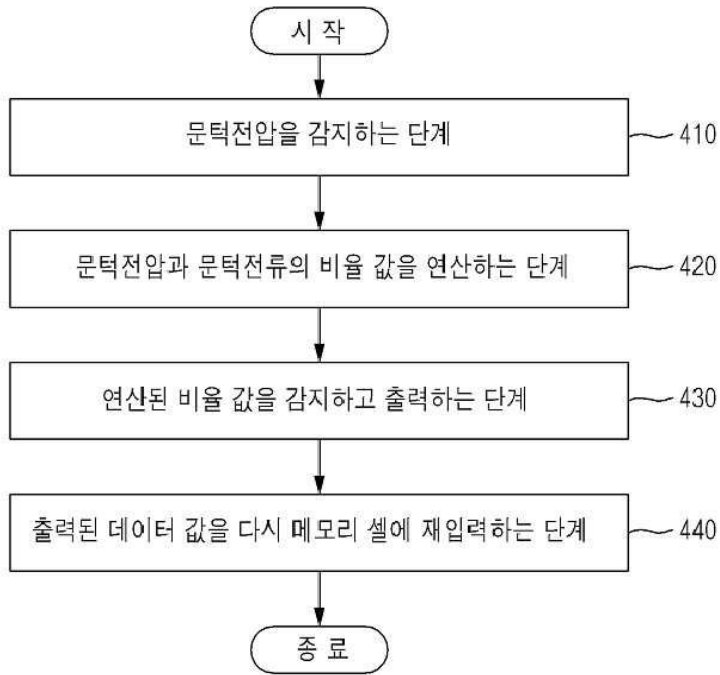 시 작
문턱전압을 감지하는 단계
410
문턱전압과 문턱전류의 비율 값을 연산하는 단계
420
연산된 비율 값을 감지하고 출력하는 단계
430
출력된 데이터 값을 다시 메모리 셀에 재입력하는 단계
440
종 료